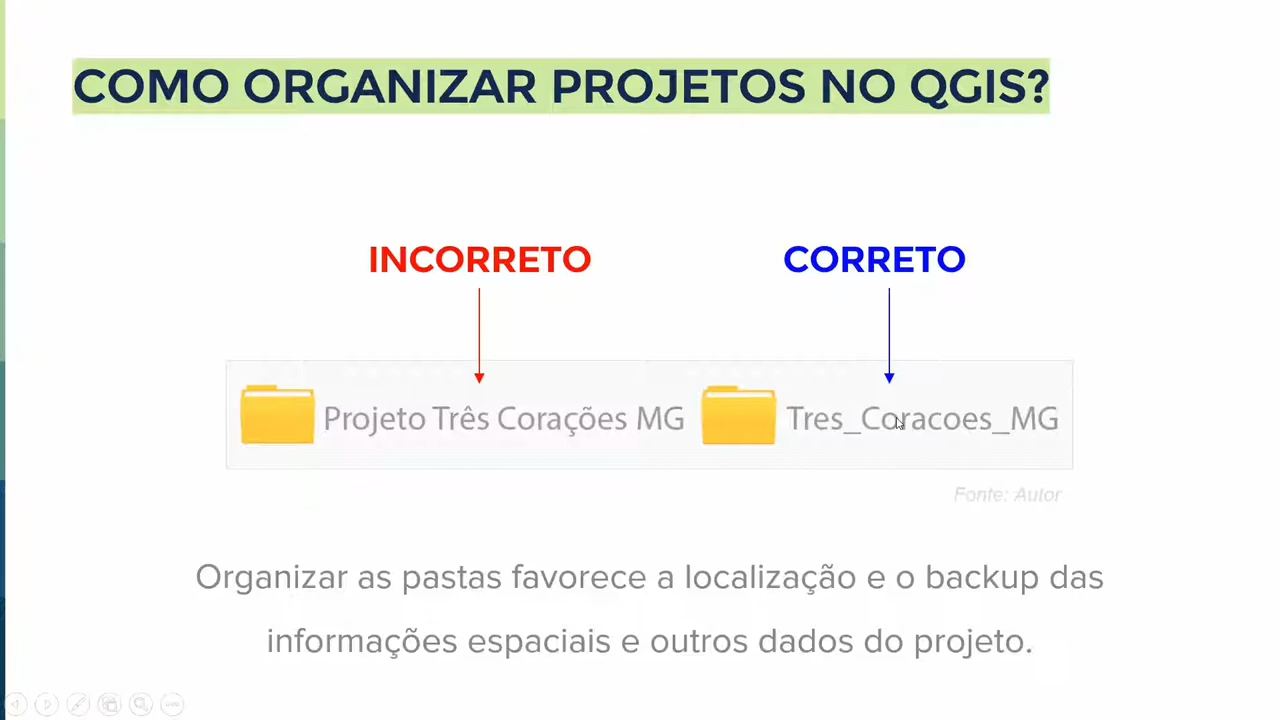 COMO ORGANIZAR PROJETOS NO QGIS?
INCORRETO
CORRETO
Projeto Três Corações MG
Tres_Coracoes_MG
Fonte: Autor
Organizar as pastas favorece a localização e o backup das
informações espaciais e outros dados do projeto.